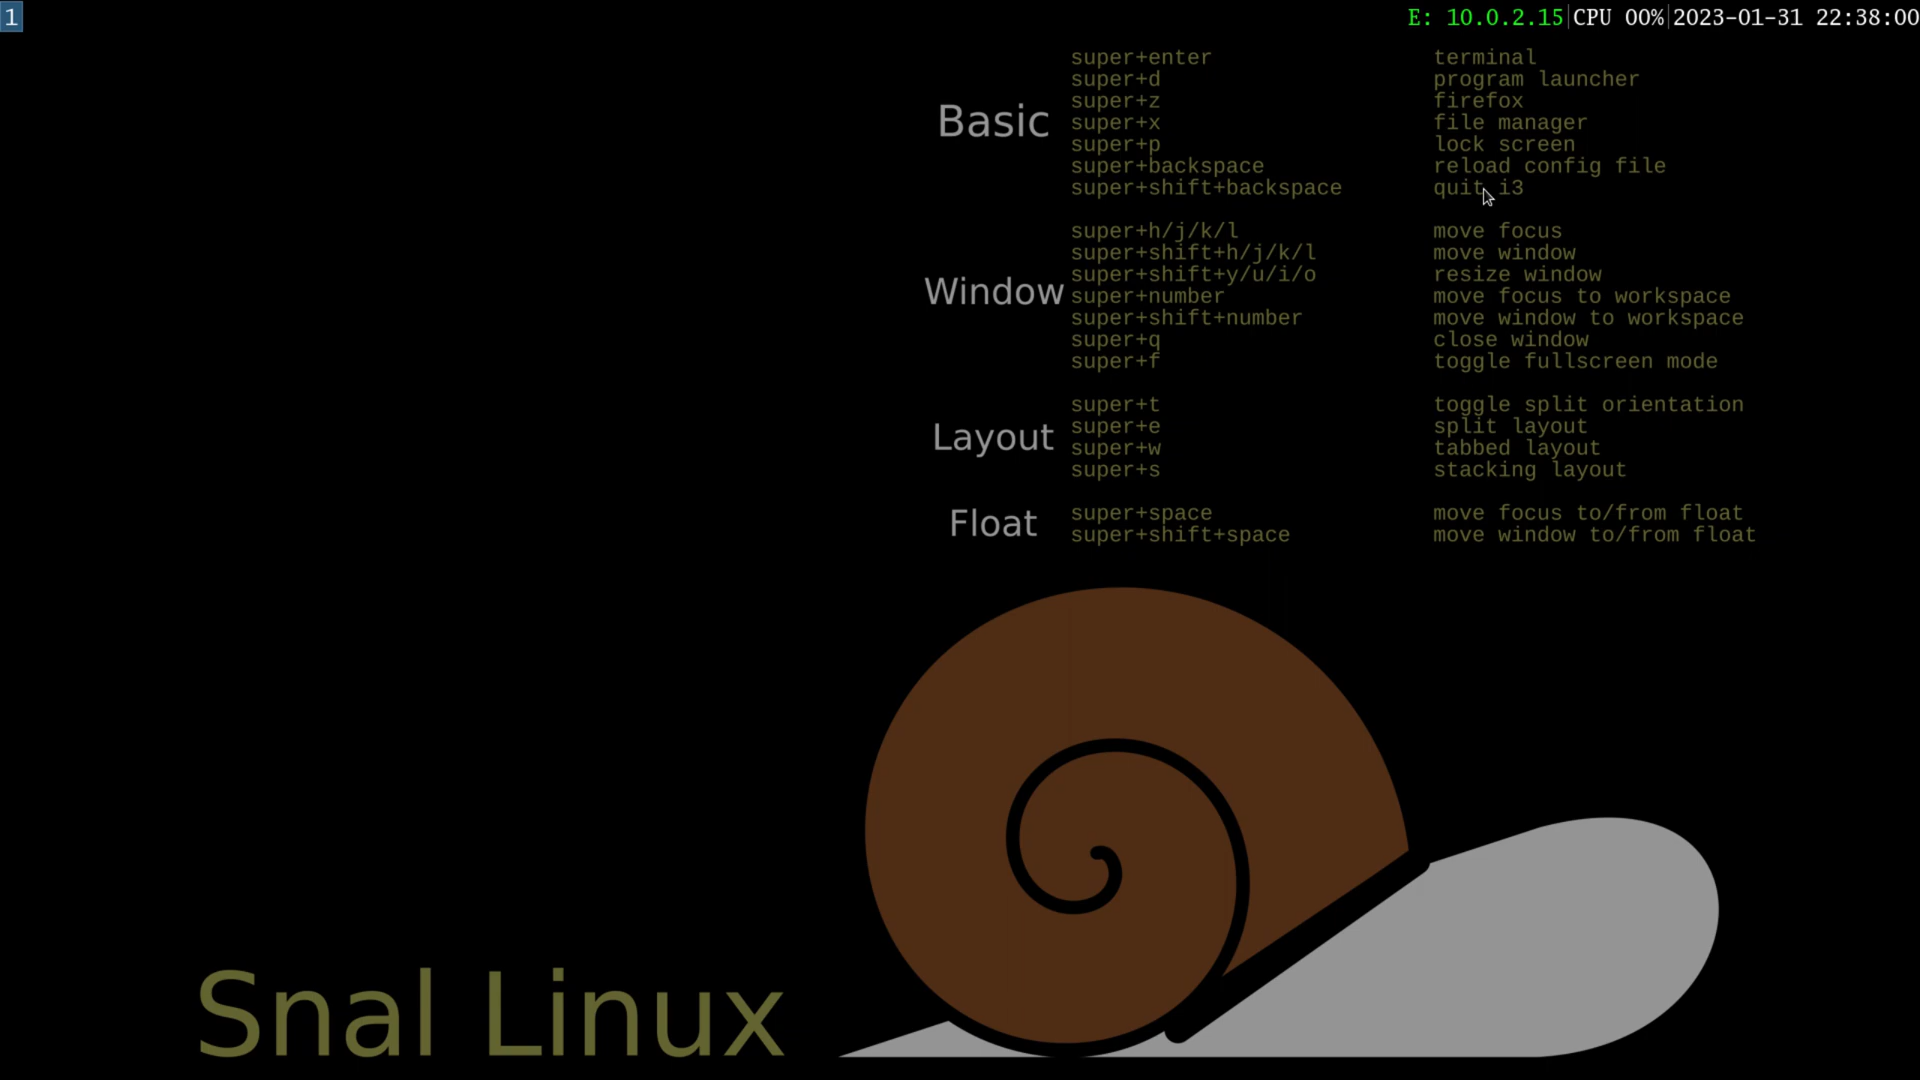 1
E: 10.0.2.15|CPU 00%|2023-01-31 22:38:00
Basic
super+enter terminal
super+d program launcher
super+z firefox
super+x file manager
super+p lock screen
super+backspace reload config file
super+shift+backspace quit i3
Window
super+h/j/k/l move focus
super+shift+h/j/k/l move window
super+shift+y/u/i/o resize window
super+number move focus to workspace
super+shift+number move window to workspace
super+q close window
super+f toggle fullscreen mode
Layout
super+t toggle split orientation
super+e split layout
super+w tabbed layout
super+s stacking layout
Float
super+space move focus to/from float
super+shift+space move window to/from float
Snal Linux